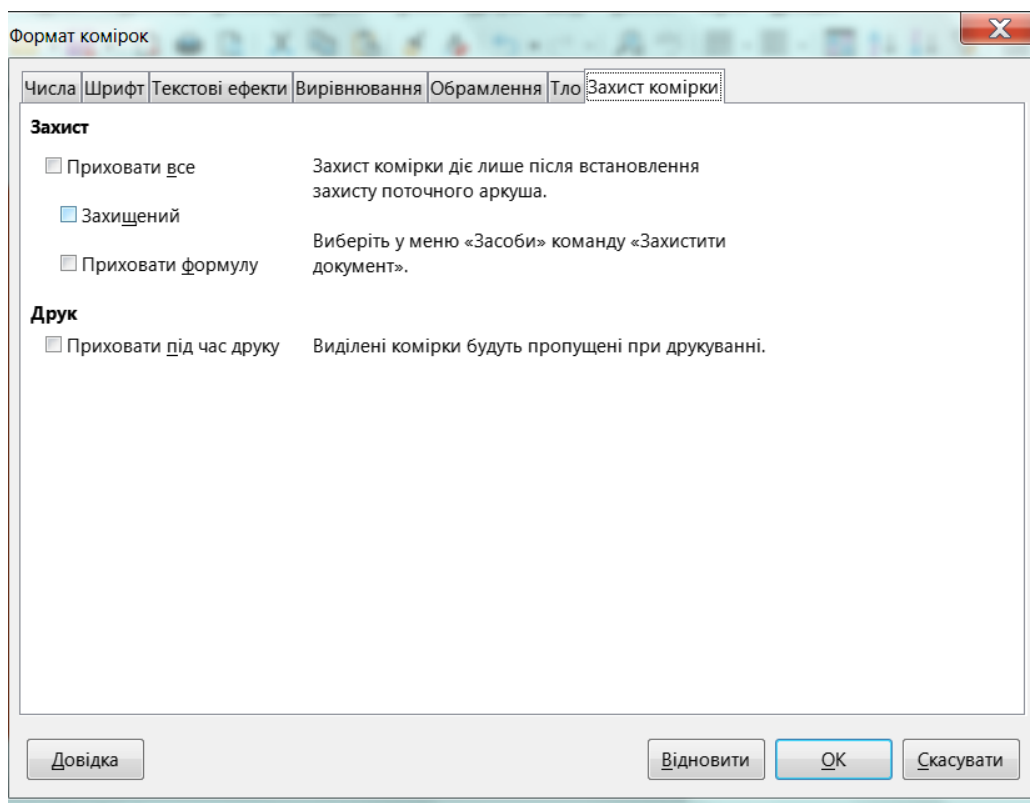 Формат комірок
Числа Шрифт Текстові ефекти Вирівнювання Обрамлення Тло Захист комірки
Захист
Приховати все
Захищений
Приховати формулу
Захист комірки діє лише після встановлення
захисту поточного аркуша.
Виберіть у меню «Засоби» команду «Захистити
документ».
Друк
Приховати під час друку
Виділені комірки будуть пропущені при друкуванні.
Довідка
Відновити
OK
Скасувати